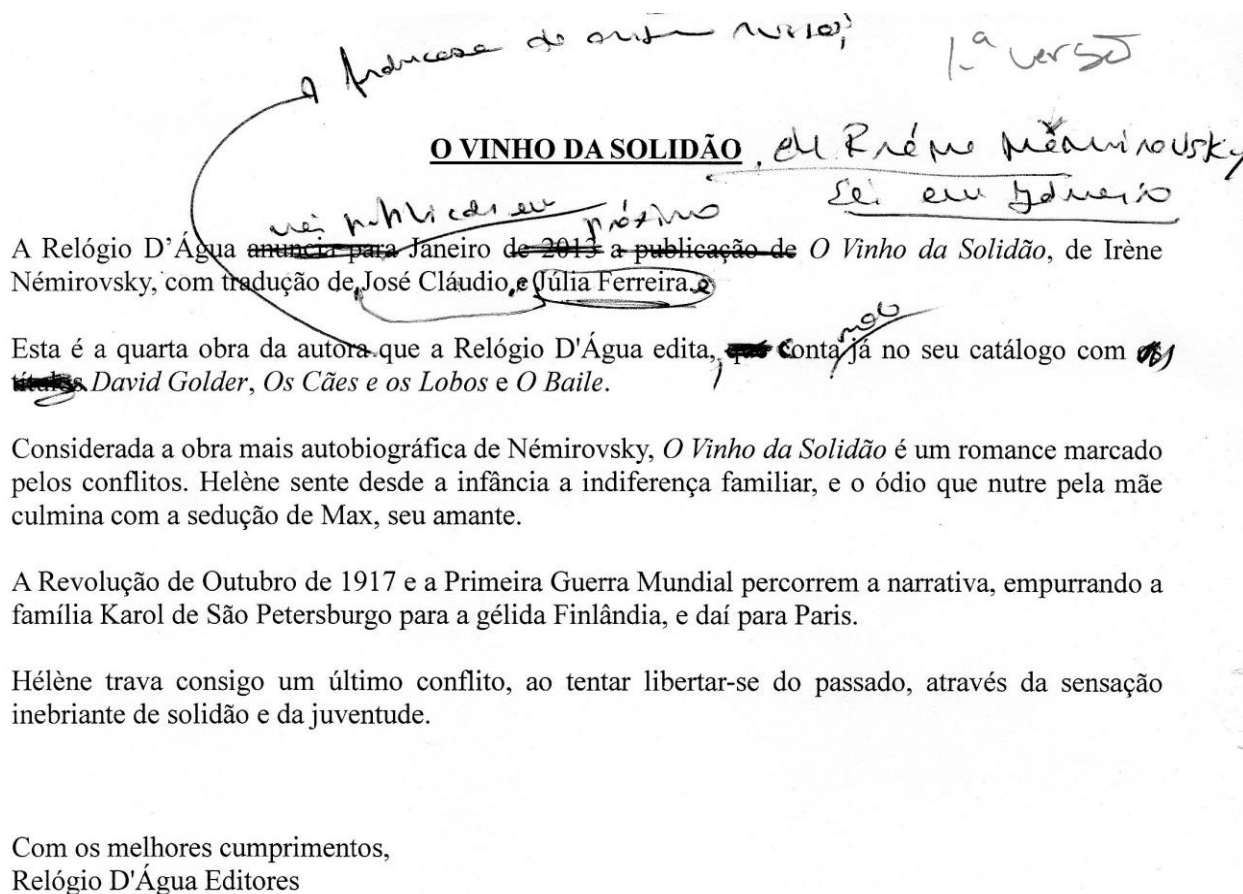 de
1.ª versão
O VINHO DA SOLIDÃO, de Irène Némirovsky
sai em Janeiro
vai publicar em próximo
A Relógio D’Água anuncia para Janeiro de 2013 a publicação de O Vinho da Solidão, de Irène
Némirovsky, com tradução de José Cláudio e Júlia Ferreira.
Esta é a quarta obra da autora que a Relógio D'Água edita, que conta já no seu catálogo com os
títulos David Golder, Os Cães e os Lobos e O Baile.
Considerada a obra mais autobiográfica de Némirovsky, O Vinho da Solidão é um romance marcado
pelos conflitos. Helène sente desde a infância a indiferença familiar, e o ódio que nutre pela mãe
culmina com a sedução de Max, seu amante.
A Revolução de Outubro de 1917 e a Primeira Guerra Mundial percorrem a narrativa, empurrando a
família Karol de São Petersburgo para a gélida Finlândia, e daí para Paris.
Hélène trava consigo um último conflito, ao tentar libertar-se do passado, através da sensação
inebriante de solidão e da juventude.
Com os melhores cumprimentos,
Relógio D'Água Editores